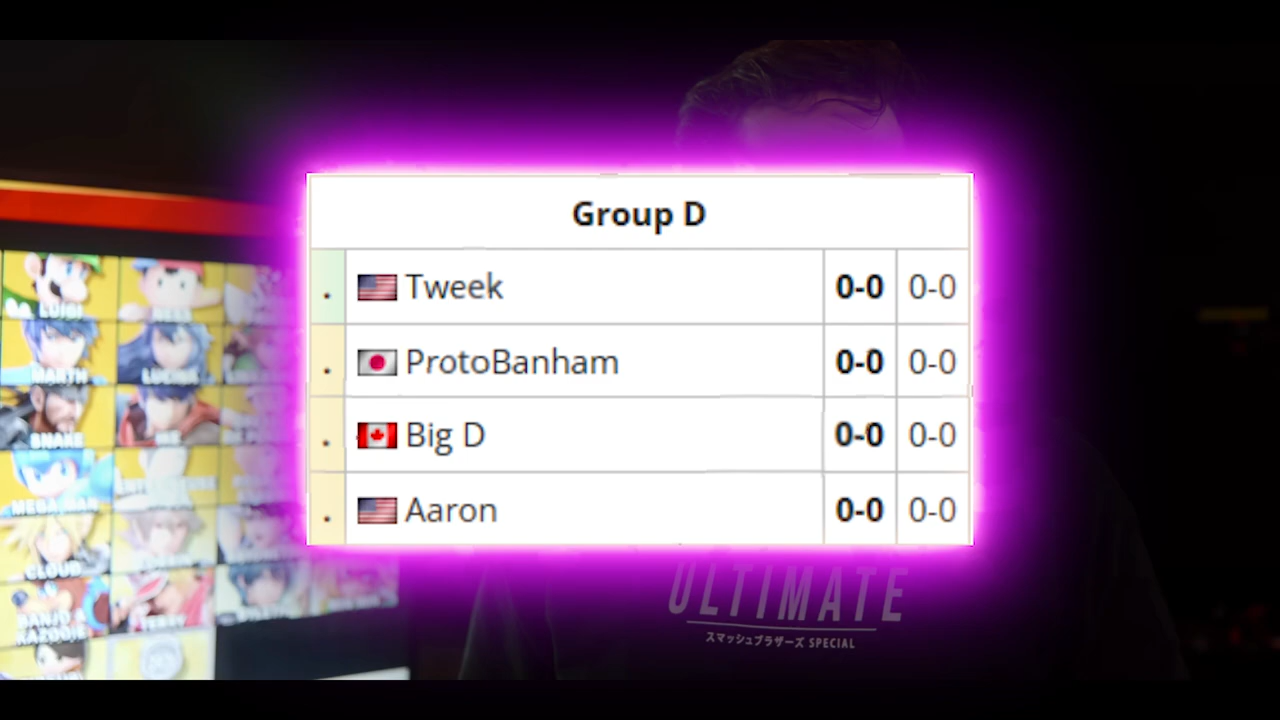 Group D
. Tweek 0-0 0-0
. ProtoBanham 0-0 0-0
. Big D 0-0 0-0
. Aaron 0-0 0-0
LUIGI NESS
MARTH
SNAKE IKE
MEGA MAN
CLOUD
BANJO & KAZOOIE TERRY
ULTIMATE
スマッシュブラザーズ SPECIAL